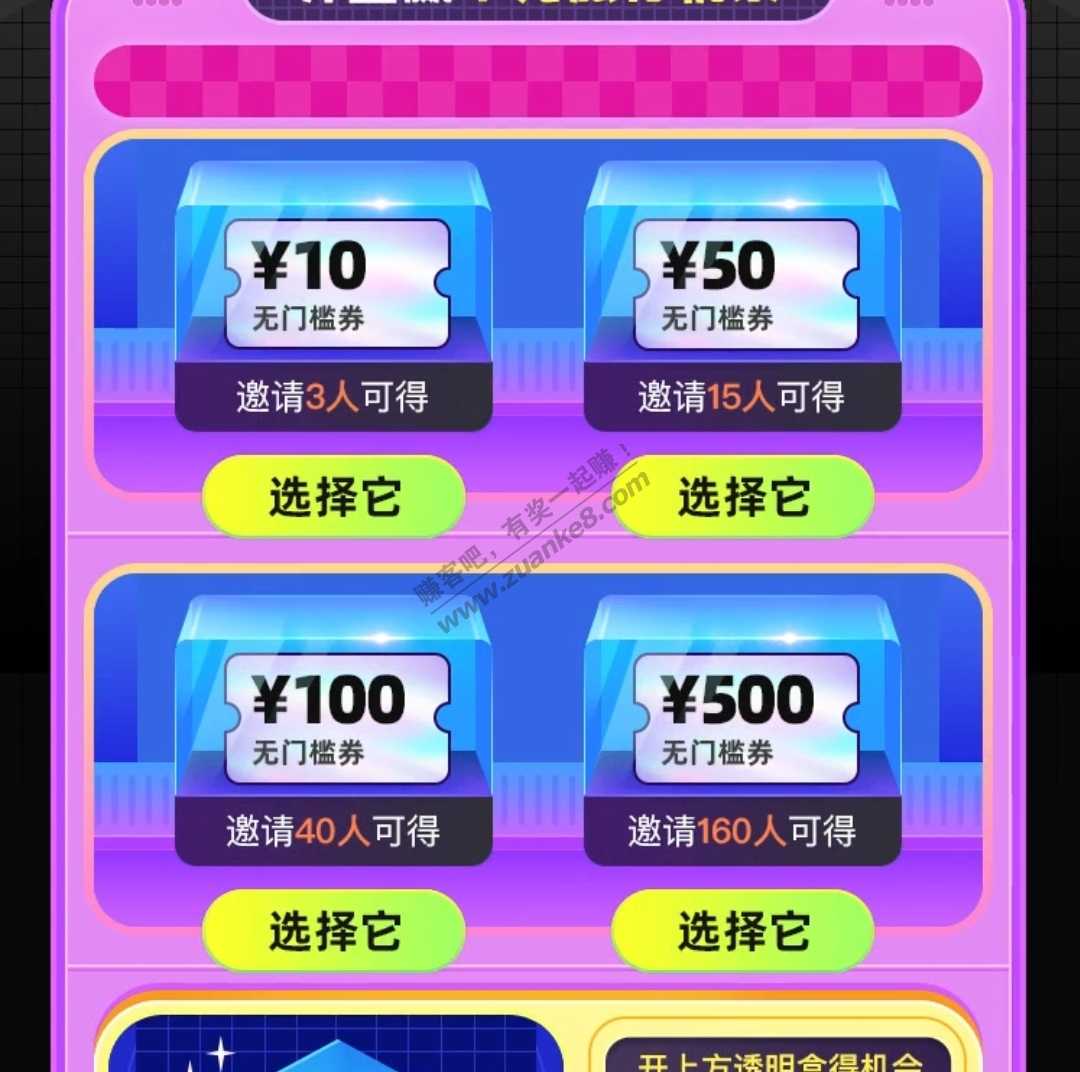 ¥10
无门槛券
邀请3人可得
选择它
¥50
无门槛券
邀请15人可得
选择它
赚客吧，有奖一起赚！
www.zuanke8.com
¥100
无门槛券
邀请40人可得
选择它
¥500
无门槛券
邀请160人可得
选择它
开上方透明盒得机会